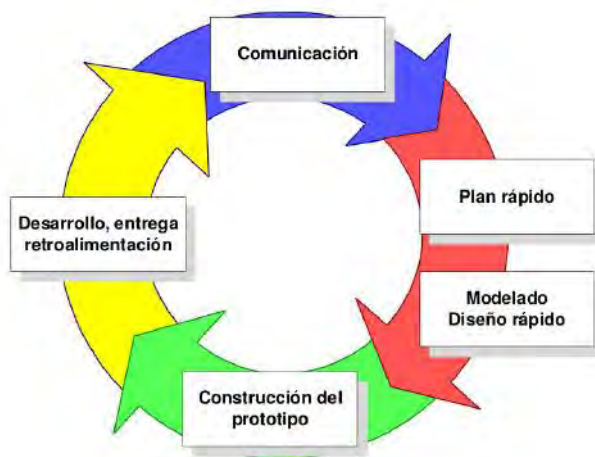 Comunicación
Plan rápido
Modelado
Diseño rápido
Construcción del
prototipo
Desarrollo, entrega
retroalimentación